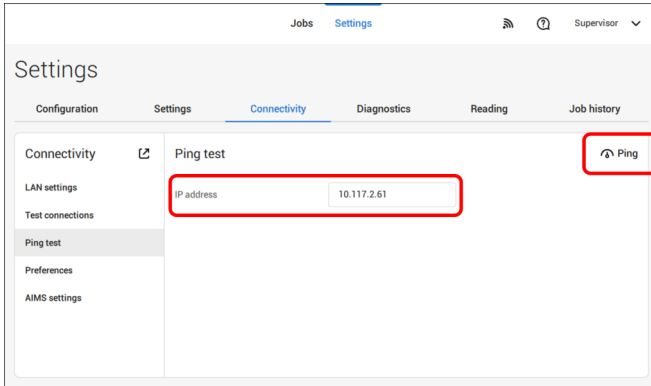 Jobs Settings Supervisor
Settings
Configuration Settings Connectivity Diagnostics Reading Job history
Connectivity Ping test Ping
LAN settings
IP address 10.117.2.61
Test connections
Ping test
Preferences
AIMS settings